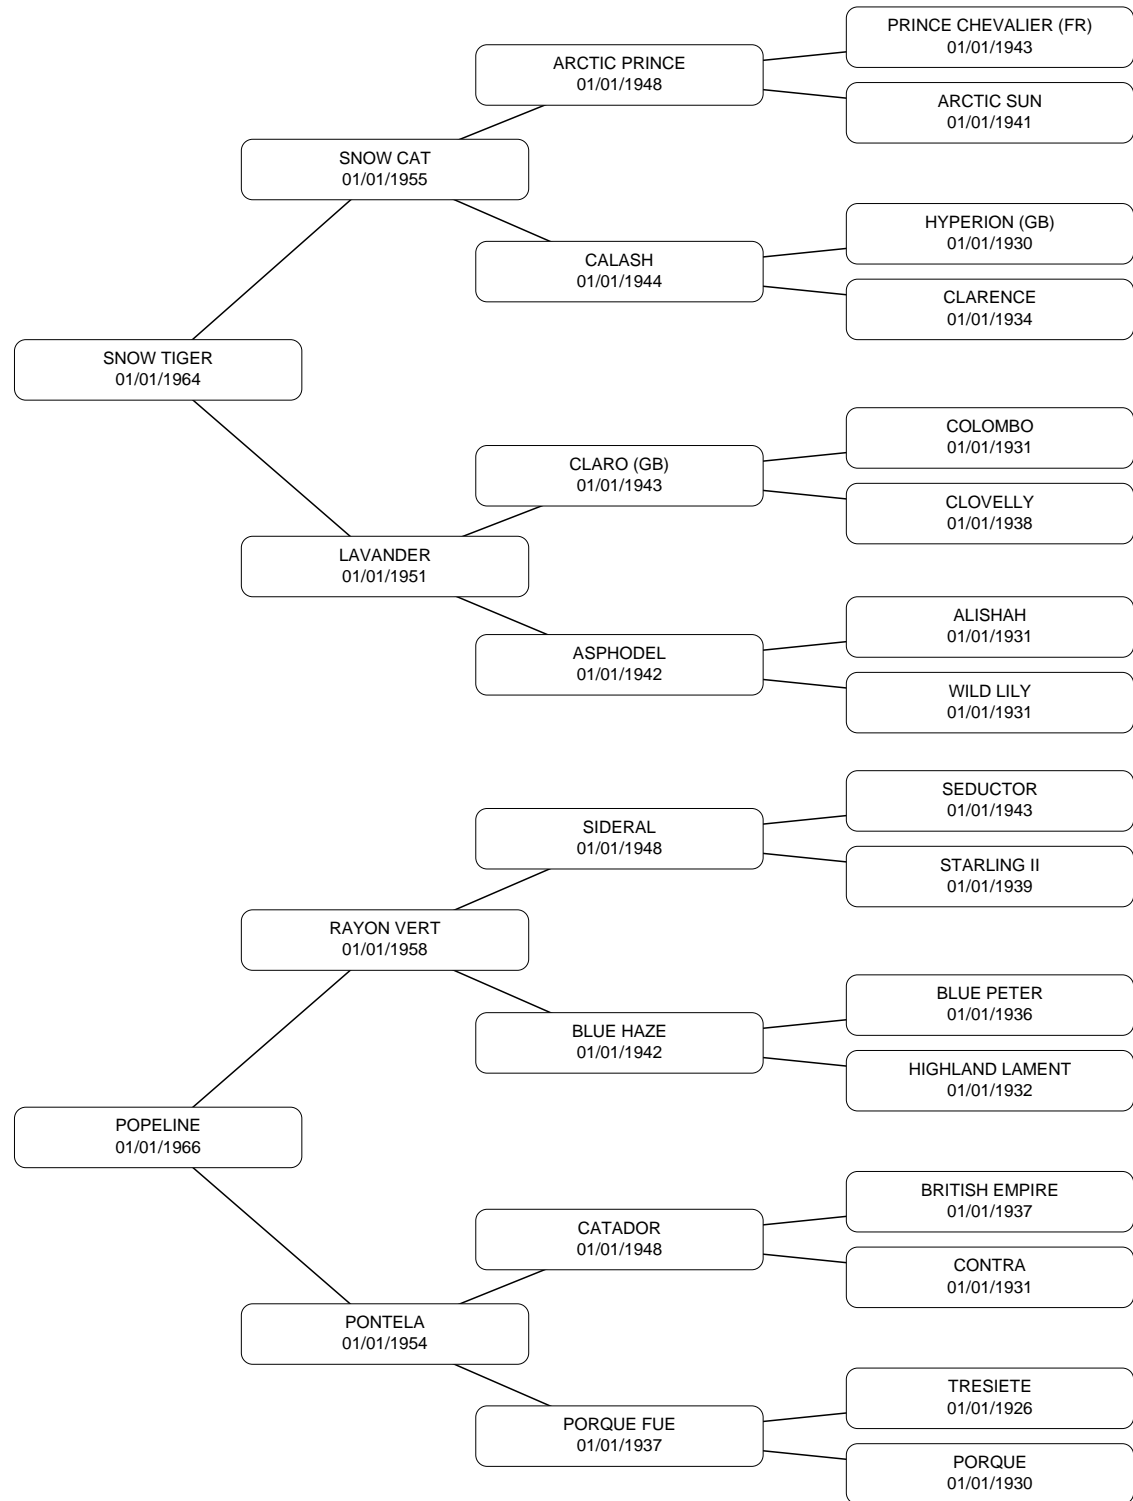 PRINCE CHEVALIER (FR)
01/01/1943
ARCTIC PRINCE
01/01/1948
ARCTIC SUN
01/01/1941
SNOW CAT
01/01/1955
HYPERION (GB)
01/01/1930
CALASH
01/01/1944
CLARENCE
01/01/1934
SNOW TIGER
01/01/1964
COLOMBO
01/01/1931
CLARO (GB)
01/01/1943
CLOVELLY
01/01/1938
LAVANDER
01/01/1951
ALISHAH
01/01/1931
ASPHODEL
01/01/1942
WILD LILY
01/01/1931
SEDUCTOR
01/01/1943
SIDERAL
01/01/1948
STARLING II
01/01/1939
RAYON VERT
01/01/1958
BLUE PETER
01/01/1936
BLUE HAZE
01/01/1942
HIGHLAND LAMENT
01/01/1932
POPELINE
01/01/1966
BRITISH EMPIRE
01/01/1937
CATADOR
01/01/1948
CONTRA
01/01/1931
PONTELA
01/01/1954
TRESIETE
01/01/1926
PORQUE FUE
01/01/1937
PORQUE
01/01/1930